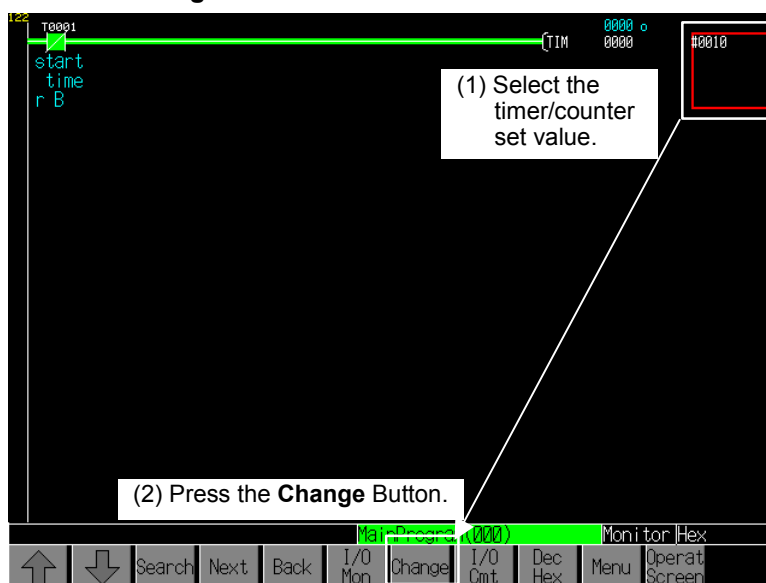 122
T0001
(TIM
0000 o
0000
#0010
start
time
r B
(1) Select the
timer/counter
set value.
(2) Press the Change Button.
MainProgram(000)
Monitor Hex
Search
Next
Back
I/O
Mon
Change
I/O
Cmt
Dec
Hex
Menu
Operat
Screen